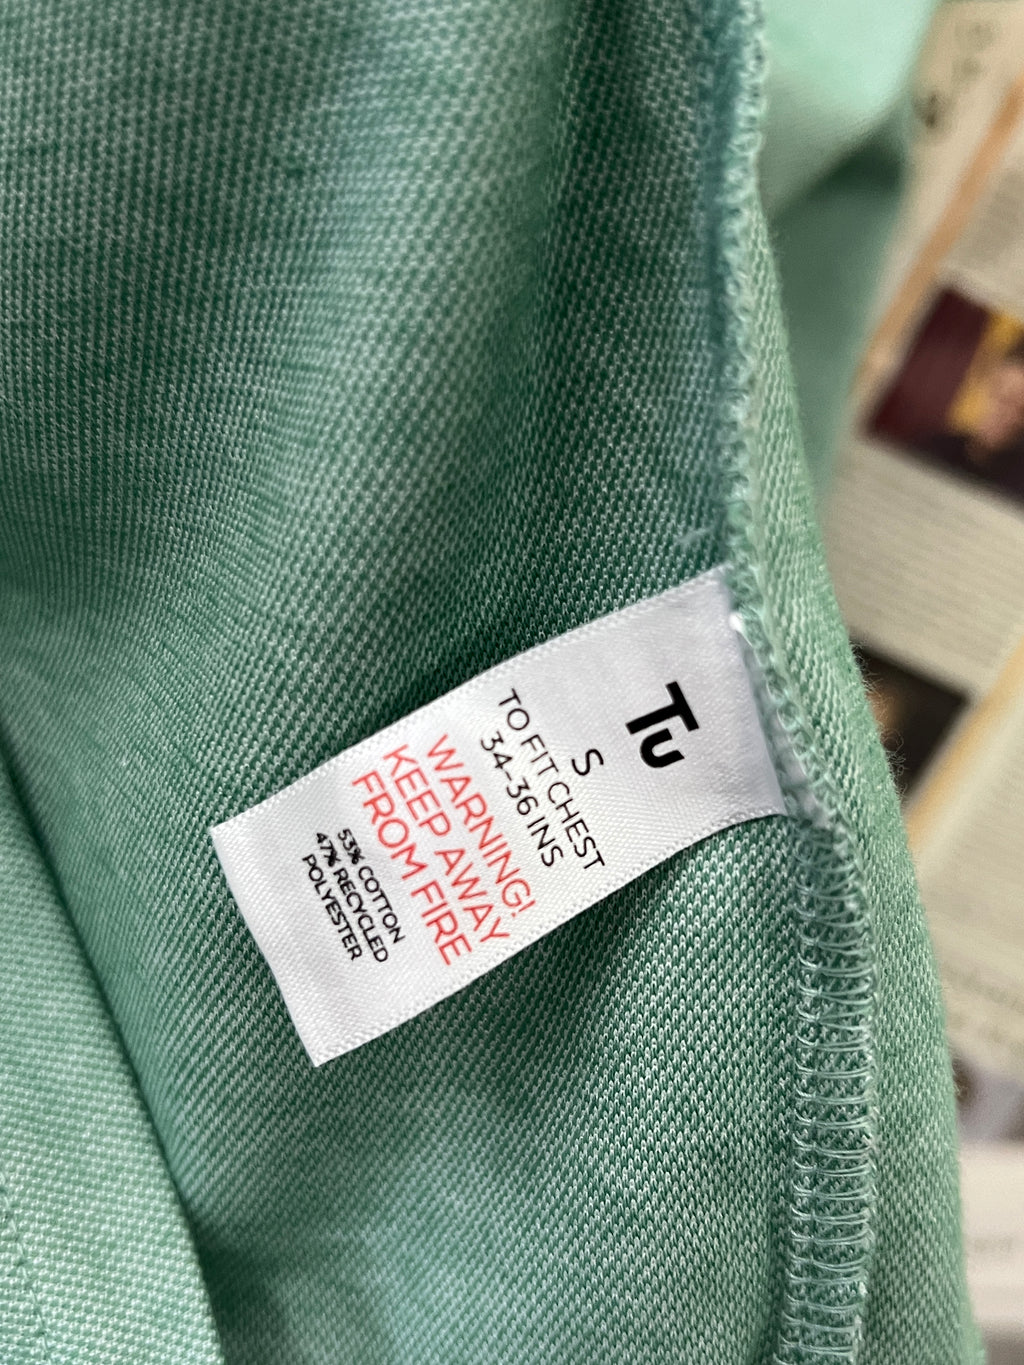 Tu
S
TO FIT CHEST
34-36 INS
WARNING!
KEEP AWAY
FROM FIRE
53% COTTON
47% RECYCLED
POLYESTER